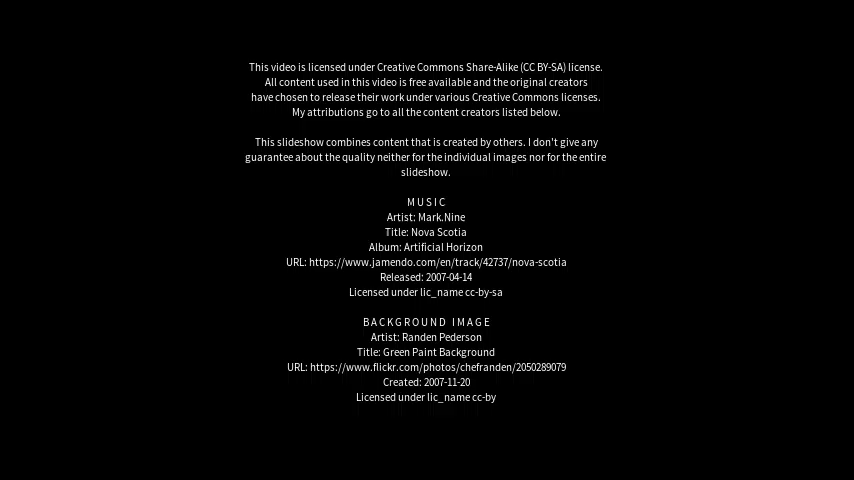 This video is licensed under Creative Commons Share-Alike (CC BY-SA) license.
All content used in this video is free available and the original creators
have chosen to release their work under various Creative Commons licenses.
My attributions go to all the content creators listed below.
This slideshow combines content that is created by others. I don't give any
guarantee about the quality neither for the individual images nor for the entire
slideshow.
MUSIC
Artist: Mark.Nine
Title: Nova Scotia
Album: Artificial Horizon
URL: https://www.jamendo.com/en/track/42737/nova-scotia
Released: 2007-04-14
Licensed under lic_name cc-by-sa
BACKGROUND IMAGE
Artist: Randen Pederson
Title: Green Paint Background
URL: https://www.flickr.com/photos/chefranden/2050289079
Created: 2007-11-20
Licensed under lic_name cc-by